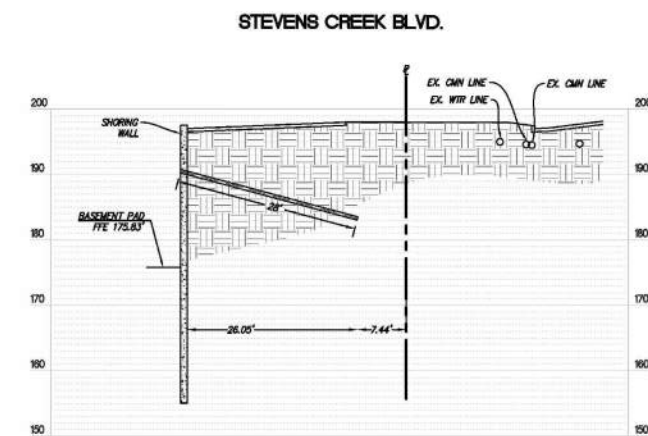 STEVENS CREEK BLVD.
EX. CMN LINE
EX. CMN LINE
EX. WTR LINE
200
200
SHORING
WALL
190
190
28'
BASEMENT PAD
FFE 175.83'
180
180
170
170
26.05'
7.44'
160
160
150
150